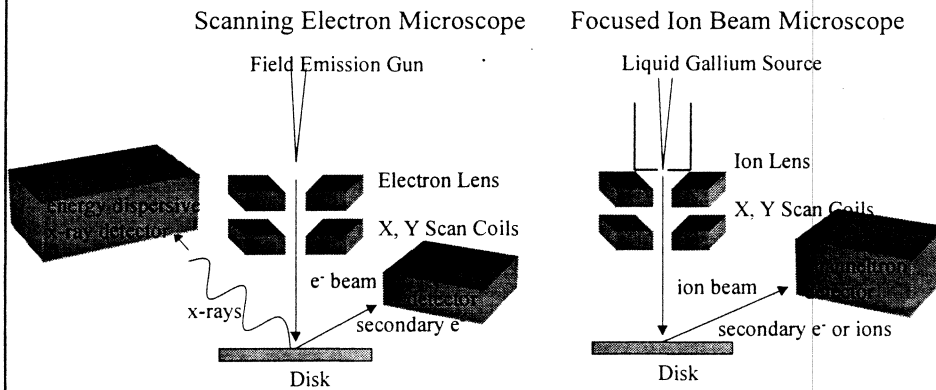 Scanning Electron Microscope
Focused Ion Beam Microscope
Field Emission Gun
Liquid Gallium Source
Electron Lens
X, Y Scan Coils
energy dispersive
x-ray detector
e⁻ beam
detector
x-rays
secondary e⁻
Disk
Ion Lens
X, Y Scan Coils
detector
ion beam
secondary e⁻ or ions
Disk